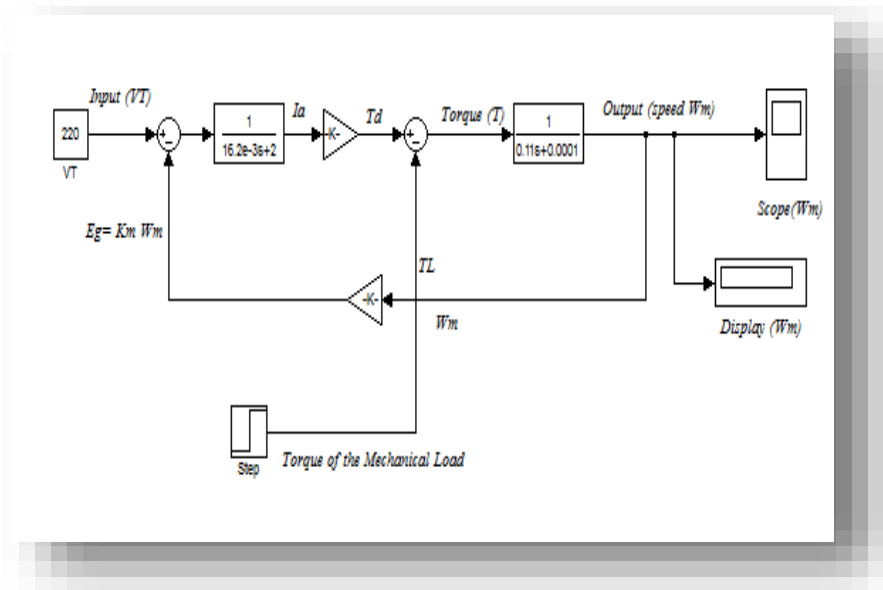 Input (VT)
220
VT
+
−
1
16.2e-3s+2
Ia
-K-
Td
+
−
Torque (T)
1
0.11s+0.0001
Output (speed Wm)
Scope(Wm)
Eg= Km Wm
TL
-K-
Wm
Display (Wm)
Step
Torque of the Mechanical Load